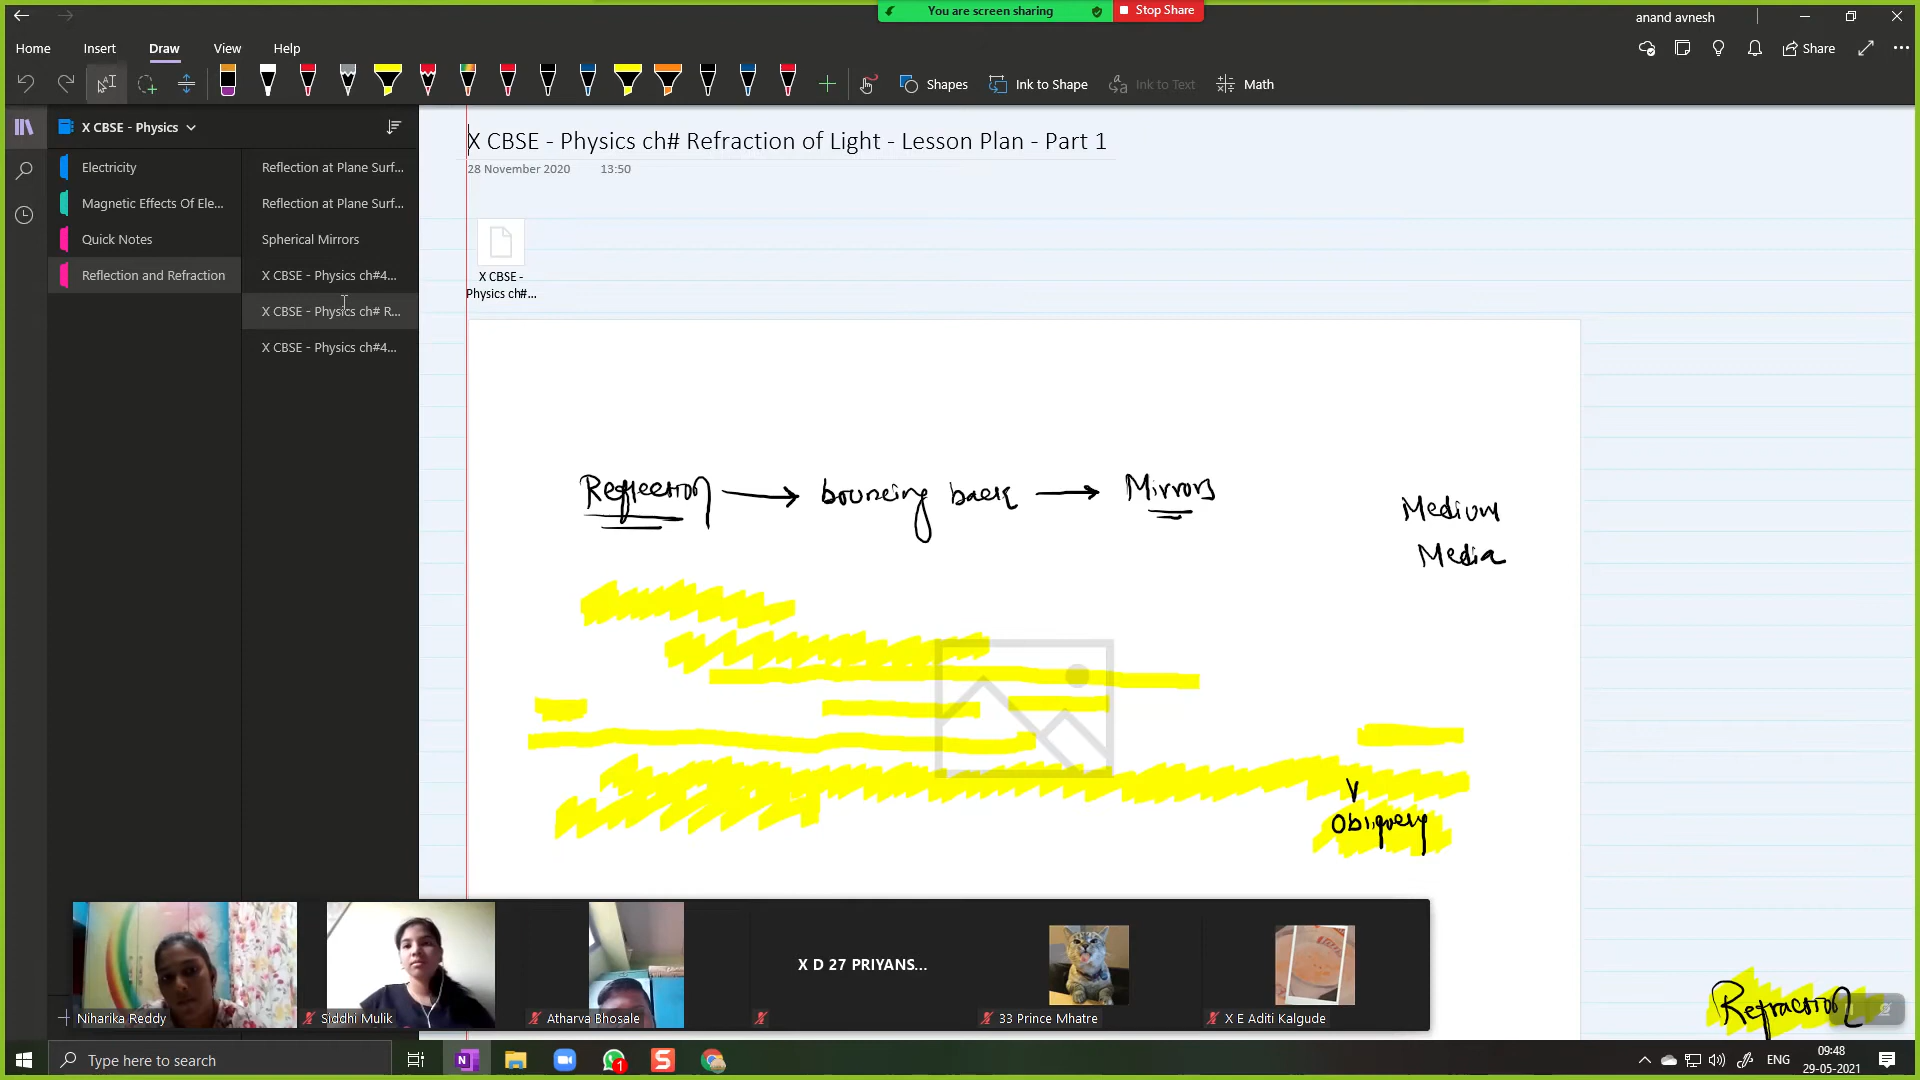 You are screen sharing
Stop Share
anand avnesh
Home Insert Draw View Help
Share
Shapes
Ink to Shape
Ink to Text
Math
X CBSE - Physics
Electricity
Magnetic Effects Of Ele...
Quick Notes
Reflection and Refraction
Reflection at Plane Surf...
Reflection at Plane Surf...
Spherical Mirrors
X CBSE - Physics ch#4...
X CBSE - Physics ch# R...
X CBSE - Physics ch#4...
X CBSE - Physics ch# Refraction of Light - Lesson Plan - Part 1
28 November 2020 13:50
X CBSE -
Physics ch#...
Reflection → bouncing back → Mirrors
Medium
Media
Refraction
Niharika Reddy
Siddhi Mulik
Atharva Bhosale
X D 27 PRIYANS...
33 Prince Mhatre
X E Aditi Kalgude
Type here to search
1
ENG
09:48
29-05-2021